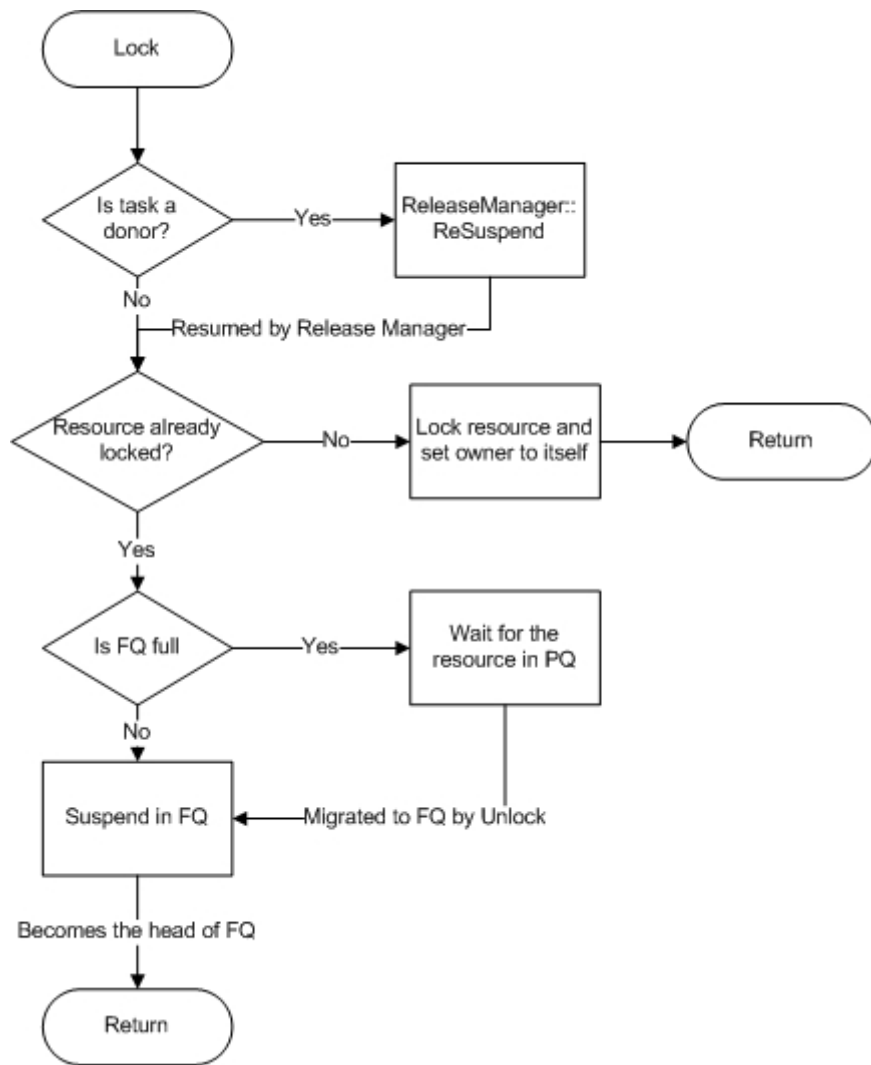 Lock
Is task a
donor?
Yes
ReleaseManager::
ReSuspend
No
Resumed by Release Manager
Resource already
locked?
No
Lock resource and
set owner to itself
Return
Yes
Is FQ full
Yes
Wait for the
resource in PQ
No
Suspend in FQ
Migrated to FQ by Unlock
Becomes the head of FQ
Return